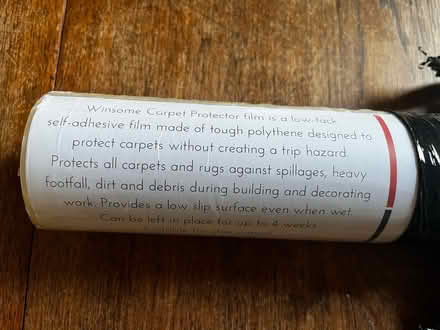 Winsome Carpet Protector film is a low-tack
self-adhesive film made of tough polythene designed to
protect carpets without creating a trip hazard.
Protects all carpets and rugs against spillages, heavy
footfall, dirt and debris during building and decorating
work. Provides a low slip surface even when wet.
Can be left in place for up to 4 weeks